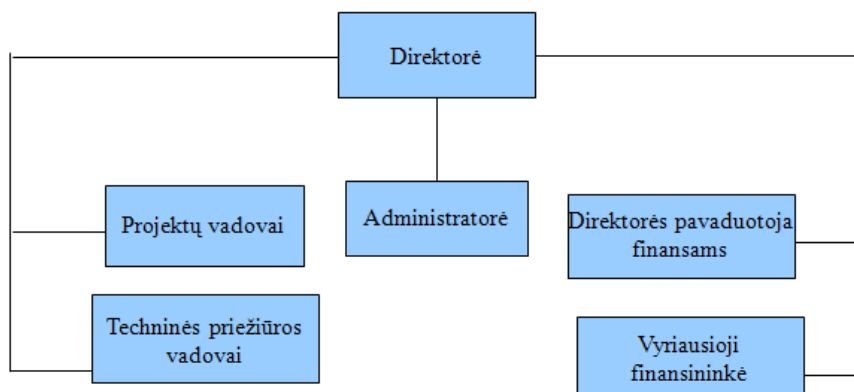 Direktorė
Projektų vadovai
Administratorė
Direktorės pavaduotoja
finansams
Techninės priežiūros
vadovai
Vyriausioji
finansininkė